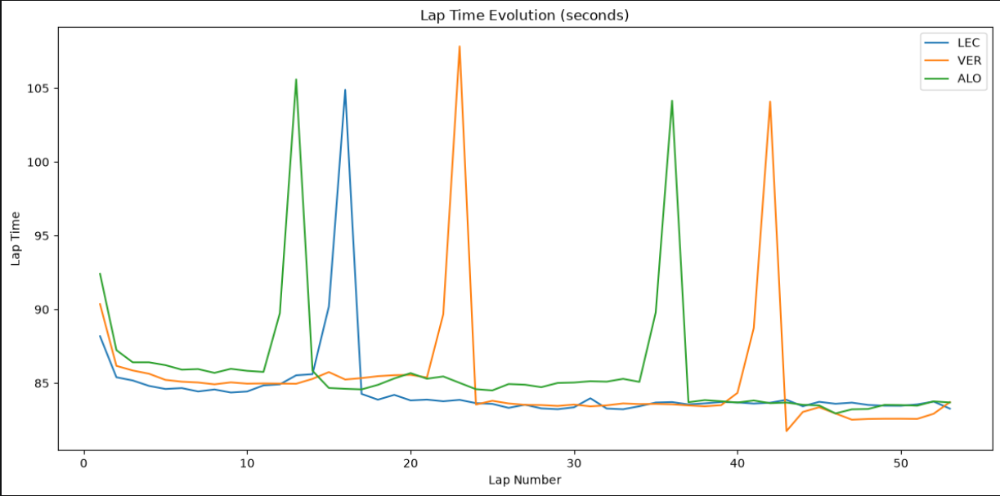 Lap Time Evolution (seconds)
LEC
VER
ALO
105
100
95
90
85
Lap Time
0 10 20 30 40 50
Lap Number